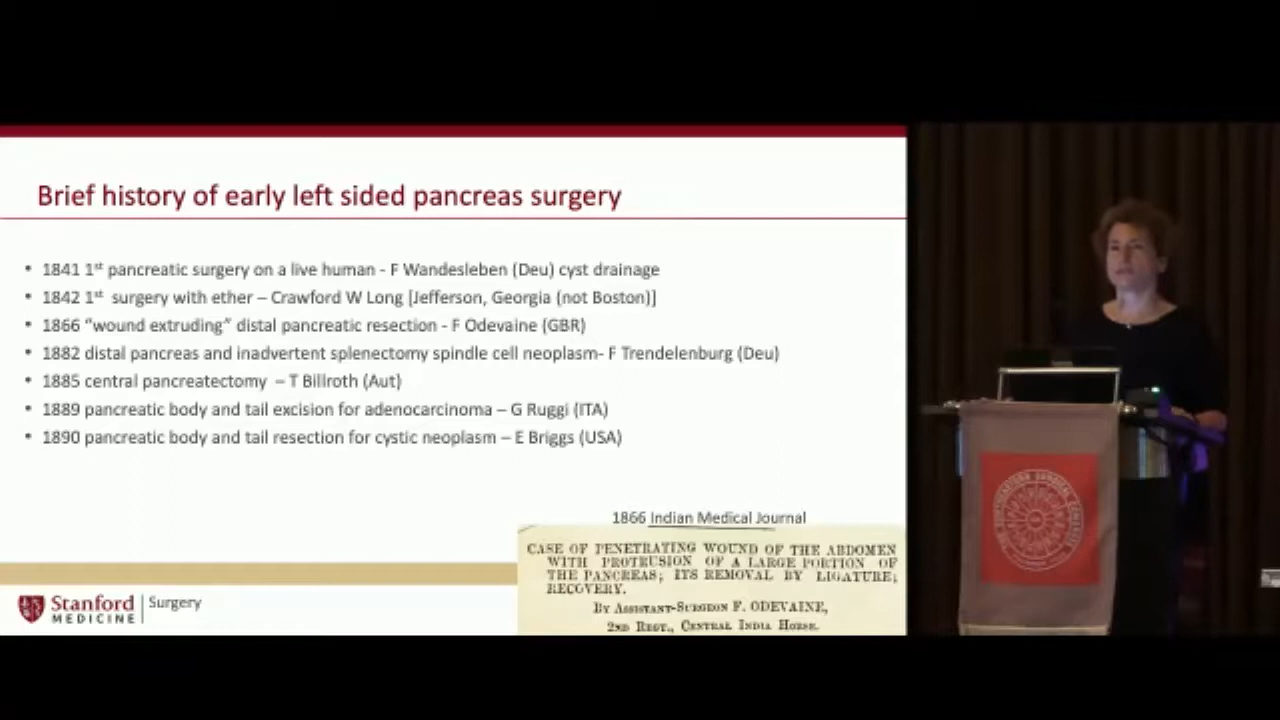 Brief history of early left sided pancreas surgery
• 1841 1st pancreatic surgery on a live human - F Wandesleben (Deu) cyst drainage
• 1842 1st surgery with ether – Crawford W Long [Jefferson, Georgia (not Boston)]
• 1866 “wound extruding” distal pancreatic resection - F Odevaine (GBR)
• 1882 distal pancreas and inadvertent splenectomy spindle cell neoplasm- F Trendelenburg (Deu)
• 1885 central pancreatectomy – T Billroth (Aut)
• 1889 pancreatic body and tail excision for adenocarcinoma – G Ruggi (ITA)
• 1890 pancreatic body and tail resection for cystic neoplasm – E Briggs (USA)
1866 Indian Medical Journal
CASE OF PENETRATING WOUND OF THE ABDOMEN
WITH PROTRUSION OF A LARGE PORTION OF
THE PANCREAS; ITS REMOVAL BY LIGATURE;
RECOVERY.
By Assistant-Surgeon F. ODEVAINE,
2nd Regt., Central India Horse.
Stanford
MEDICINE
Surgery
THE SOUTHEASTERN SURGICAL CONGRESS